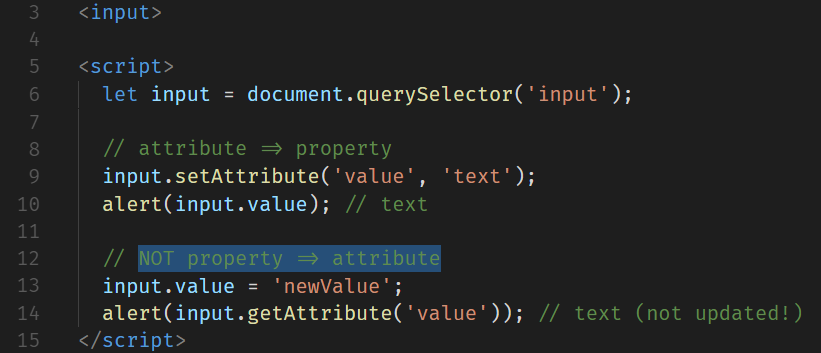 3 <input>
4
5 <script>
6 let input = document.querySelector('input');
7
8 // attribute => property
9 input.setAttribute('value', 'text');
10 alert(input.value); // text
11
12 // NOT property => attribute
13 input.value = 'newValue';
14 alert(input.getAttribute('value')); // text (not updated!)
15 </script>